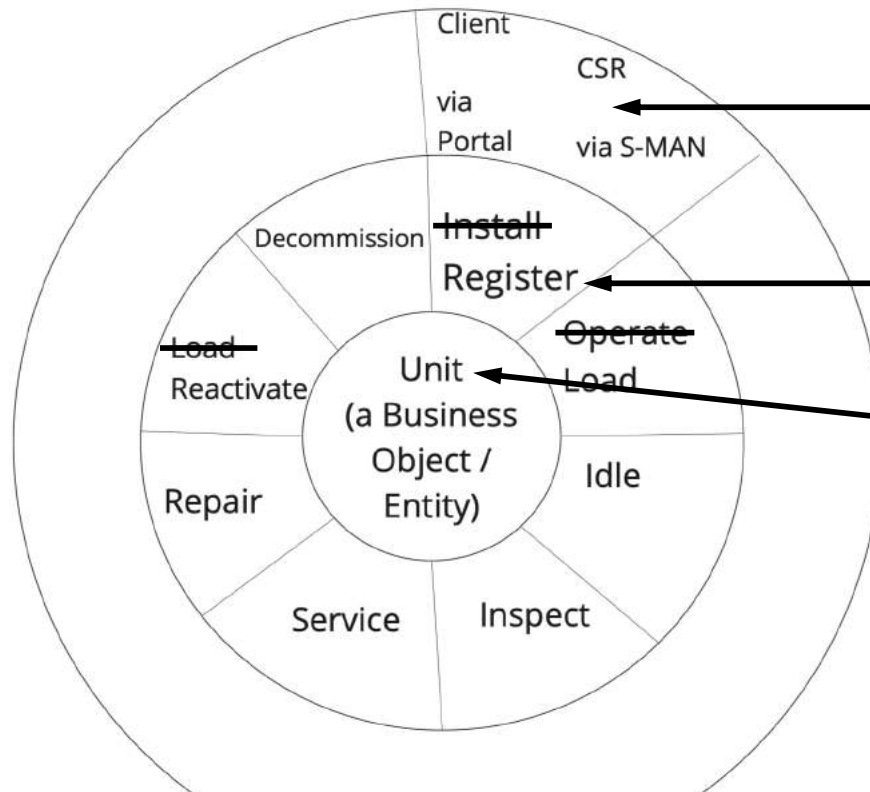 Client
CSR
via
Portal
via S-MAN
Decommission
Install
Register
Operate
Load
Load
Reactivate
Unit
(a Business
Object /
Entity)
Idle
Repair
Service
Inspect